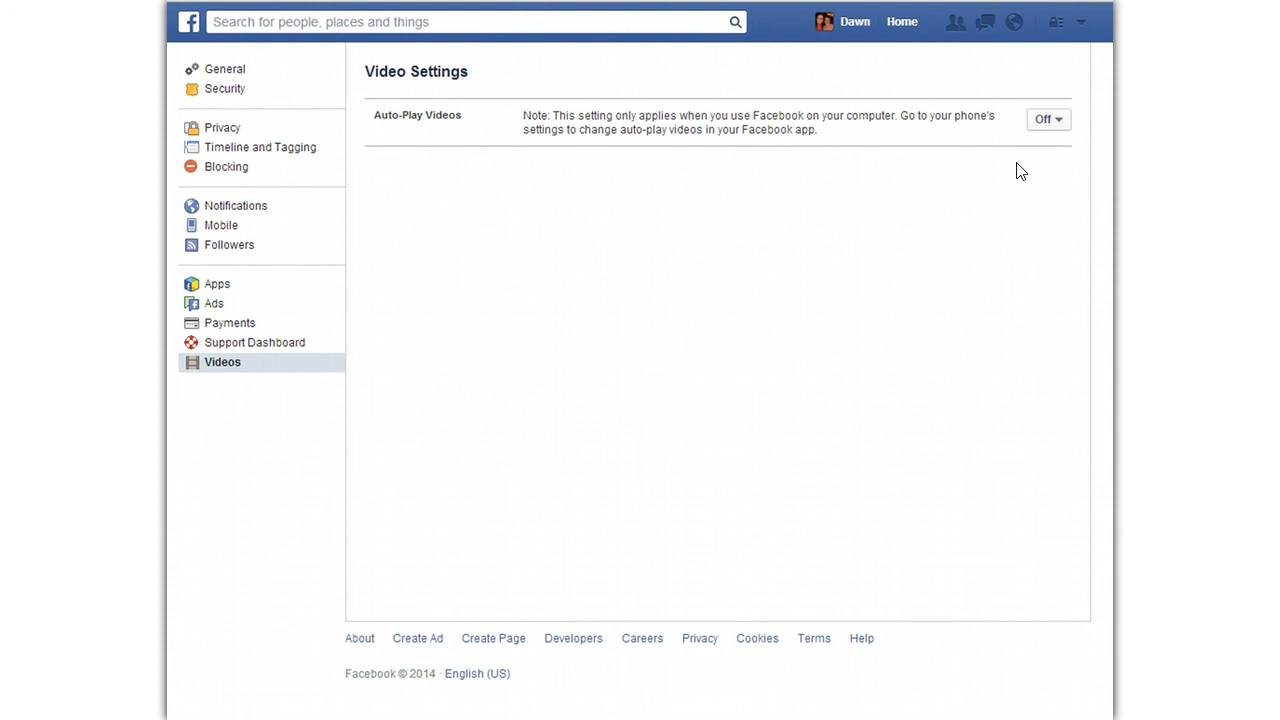 Search for people, places and things
Dawn
Home
General
Security
Privacy
Timeline and Tagging
Blocking
Notifications
Mobile
Followers
Apps
Ads
Payments
Support Dashboard
Videos
Video Settings
Auto-Play Videos
Note: This setting only applies when you use Facebook on your computer. Go to your phone's
settings to change auto-play videos in your Facebook app.
Off
About Create Ad Create Page Developers Careers Privacy Cookies Terms Help
Facebook © 2014 · English (US)